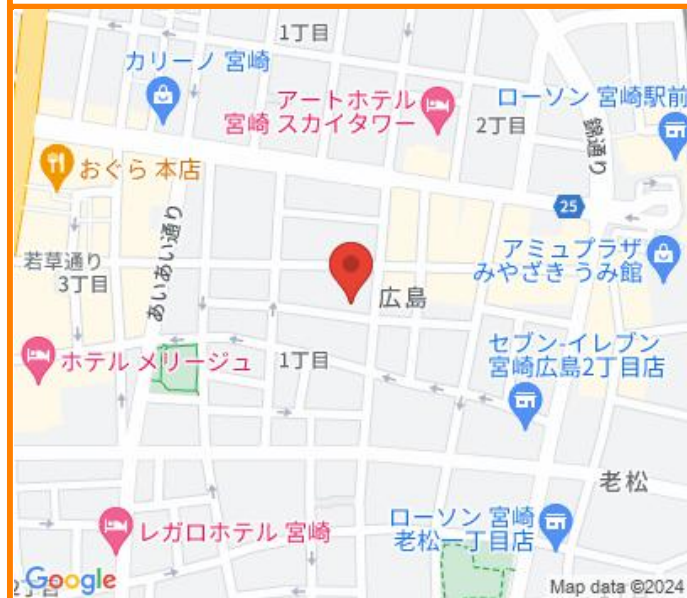 1丁目
カリーノ 宮崎
アートホテル
宮崎 スカイタワー
ローソン 宮崎駅前
2丁目
錦通り
おぐら 本店
25
あいあい通り
若草通り
3丁目
アミュプラザ
みやざき うみ館
広島
セブン-イレブン
宮崎広島2丁目店
ホテル メリージュ
1丁目
老松
ローソン 宮崎
老松一丁目店
レガロホテル 宮崎
Google
2丁目
Map data ©2024